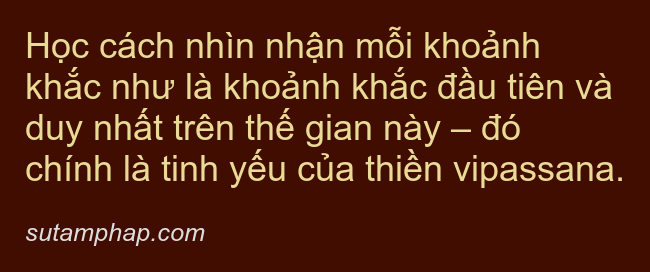 Học cách nhìn nhận mỗi khoảnh
khắc như là khoảnh khắc đầu tiên và
duy nhất trên thế gian này – đó
chính là tinh yếu của thiền vipassana.
sutamphap.com